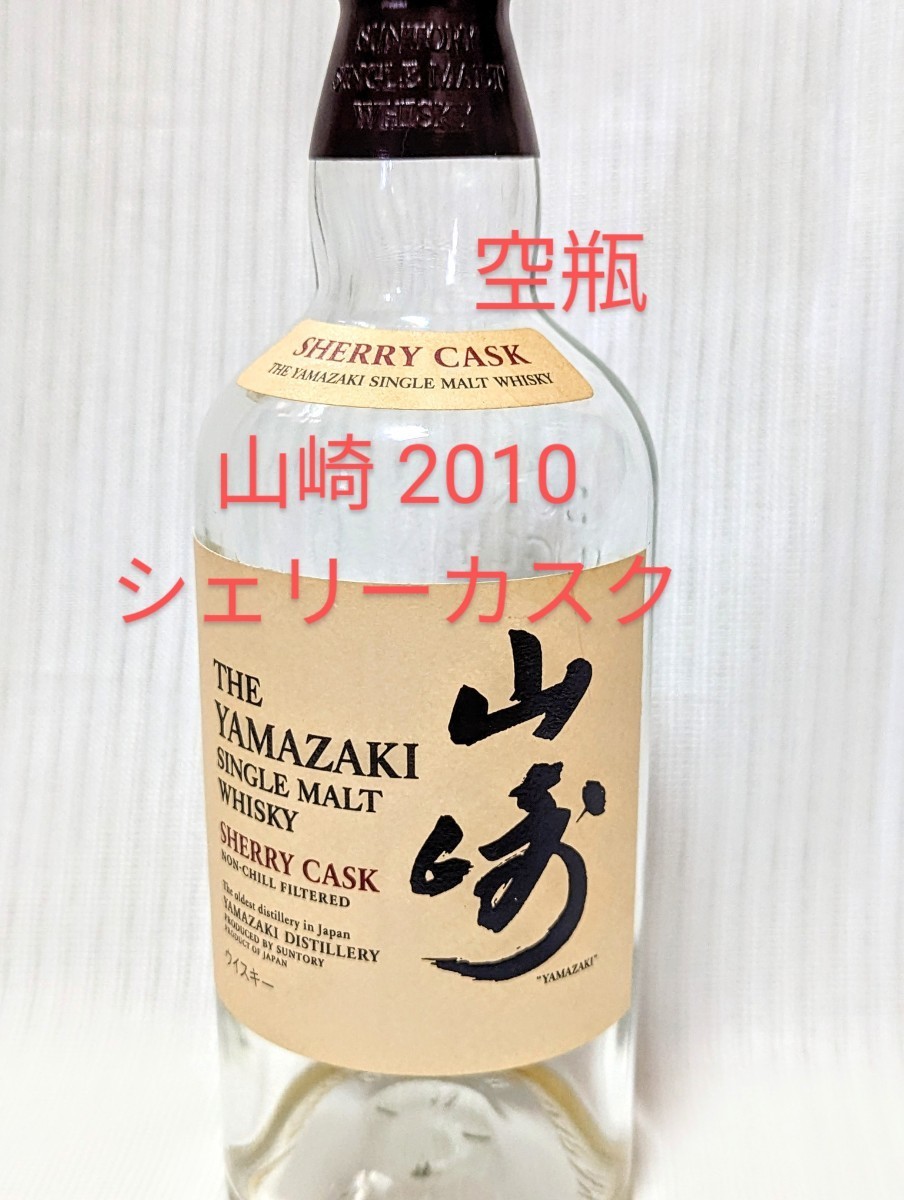 SUNTORY
SINGLE MALT
WHISKY
空瓶
SHERRY CASK
THE YAMAZAKI SINGLE MALT WHISKY
山崎 2010
シェリーカスク
山崎
THE
YAMAZAKI
SINGLE MALT
WHISKY
SHERRY CASK
NON-CHILL FILTERED
The oldest distillery in Japan
YAMAZAKI DISTILLERY
PRODUCED BY SUNTORY
PRODUCT OF JAPAN
ウイスキー
"YAMAZAKI"